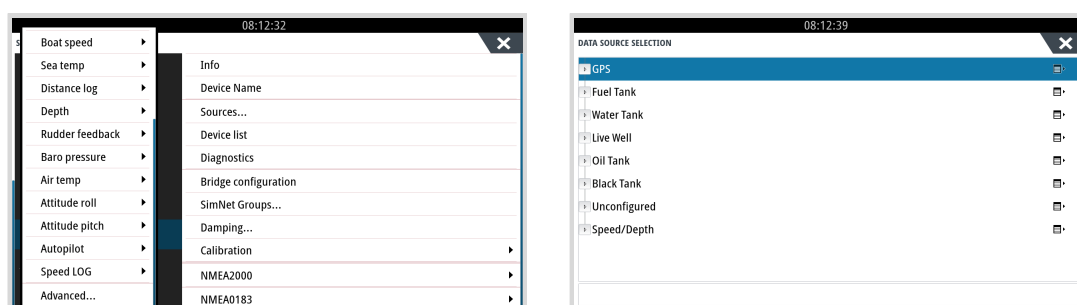 08:12:32
S
Boat speed
Sea temp
Distance log
Depth
Rudder feedback
Baro pressure
Air temp
Attitude roll
Attitude pitch
Autopilot
Speed LOG
Advanced...
Info
Device Name
Sources...
Device list
Diagnostics
Bridge configuration
SimNet Groups...
Damping...
Calibration
NMEA2000
NMEA0183
08:12:39
DATA SOURCE SELECTION
GPS
Fuel Tank
Water Tank
Live Well
Oil Tank
Black Tank
Unconfigured
Speed/Depth